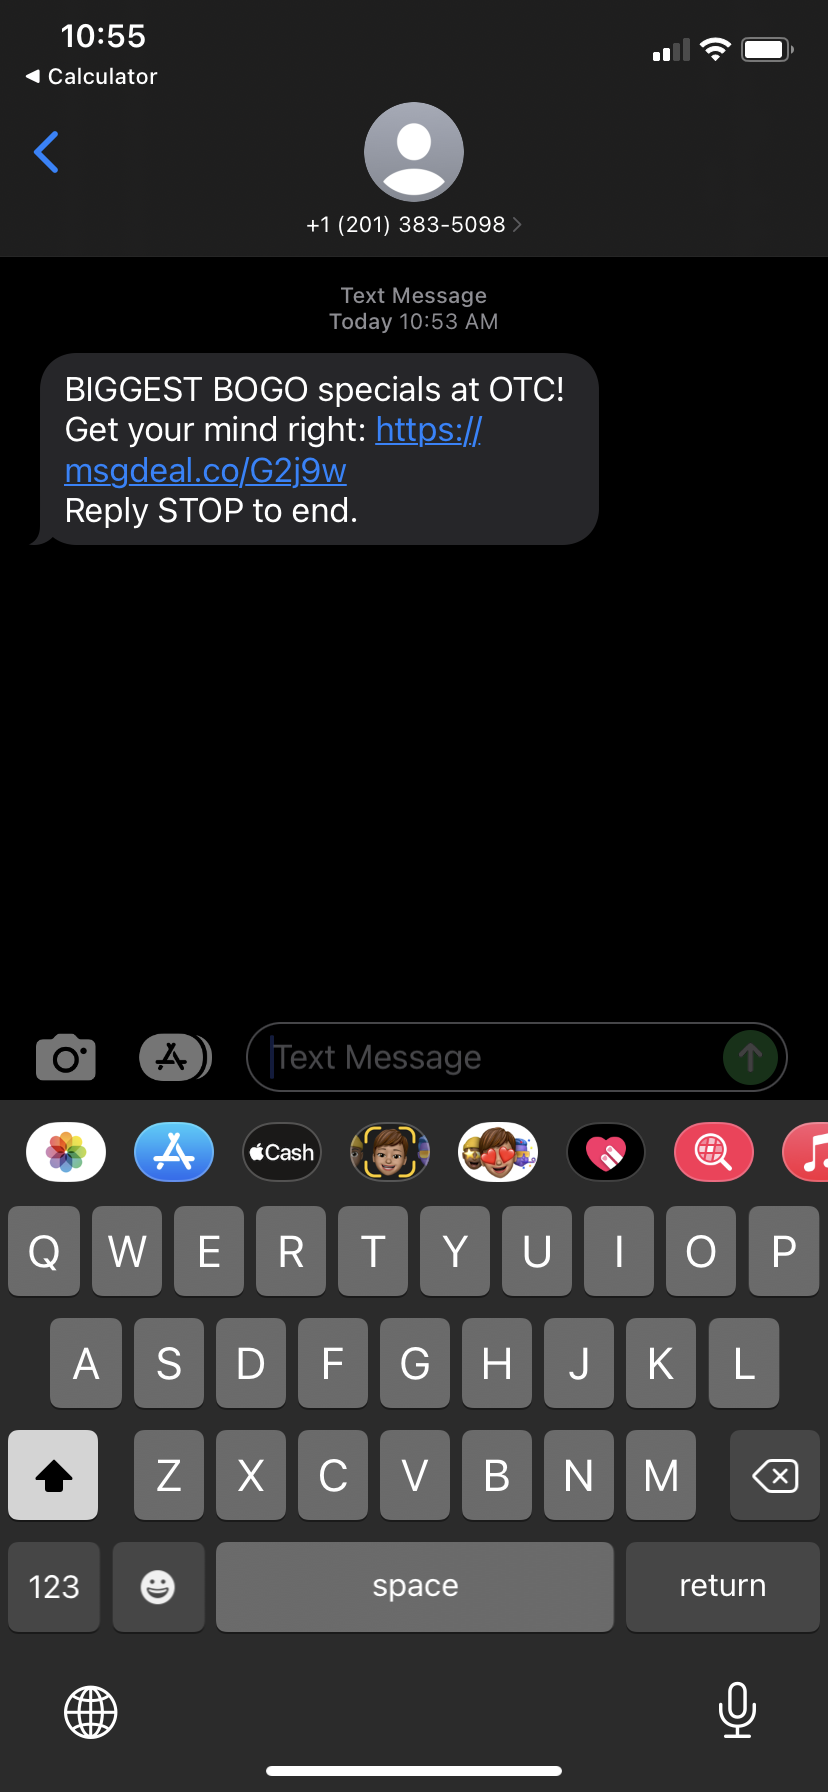 10:55
◀ Calculator
+1 (201) 383-5098
Text Message
Today 10:53 AM
BIGGEST BOGO specials at OTC!
Get your mind right: https://
msgdeal.co/G2j9w
Reply STOP to end.
Text Message
Cash
Q W E R T Y U I O P
A S D F G H J K L
Z X C V B N M
123 space return